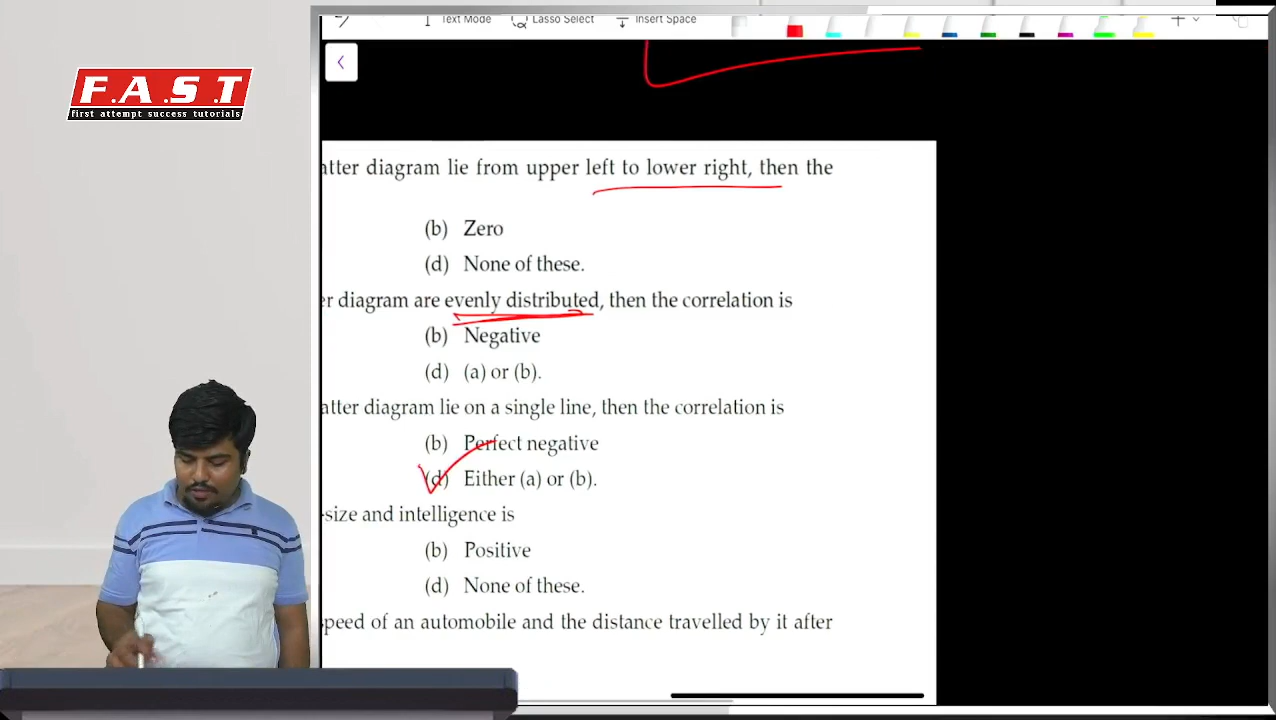 Text Mode
Lasso Select
Insert Space
F.A.S.T
first attempt success tutorials
atter diagram lie from upper left to lower right, then the
(b) Zero
(d) None of these.
er diagram are evenly distributed, then the correlation is
(b) Negative
(d) (a) or (b).
atter diagram lie on a single line, then the correlation is
(b) Perfect negative
(d) Either (a) or (b).
-size and intelligence is
(b) Positive
(d) None of these.
speed of an automobile and the distance travelled by it after